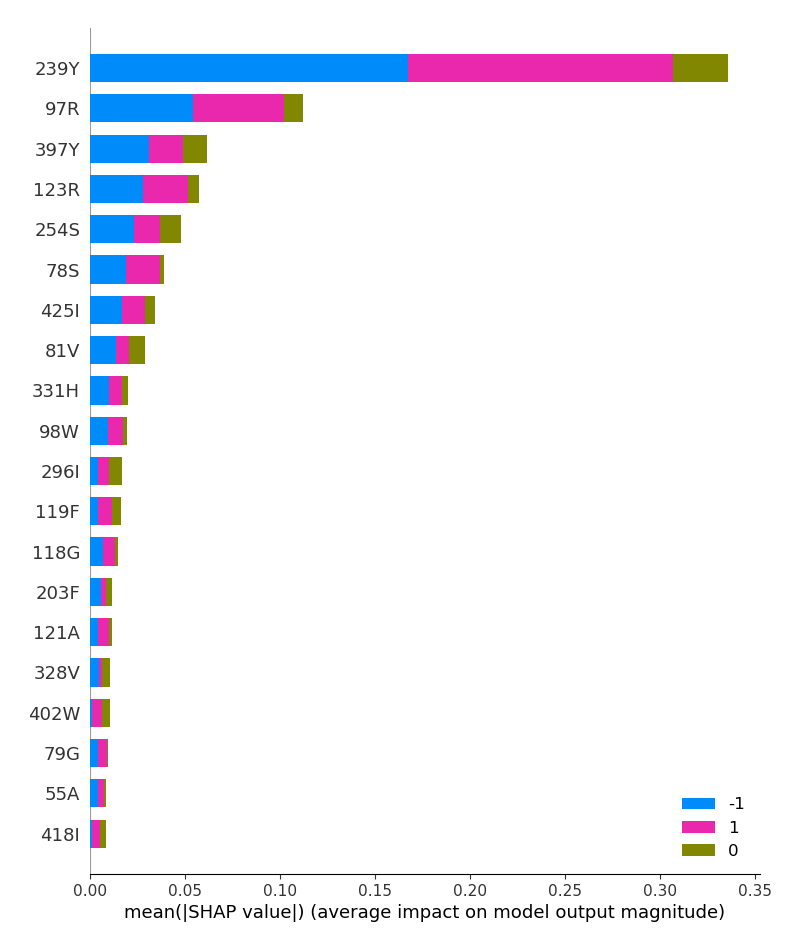 239Y
97R
397Y
123R
254S
78S
425I
81V
331H
98W
296I
119F
118G
203F
121A
328V
402W
79G
55A
418I
-1
1
0
0.00 0.05 0.10 0.15 0.20 0.25 0.30 0.35
mean(|SHAP value|) (average impact on model output magnitude)